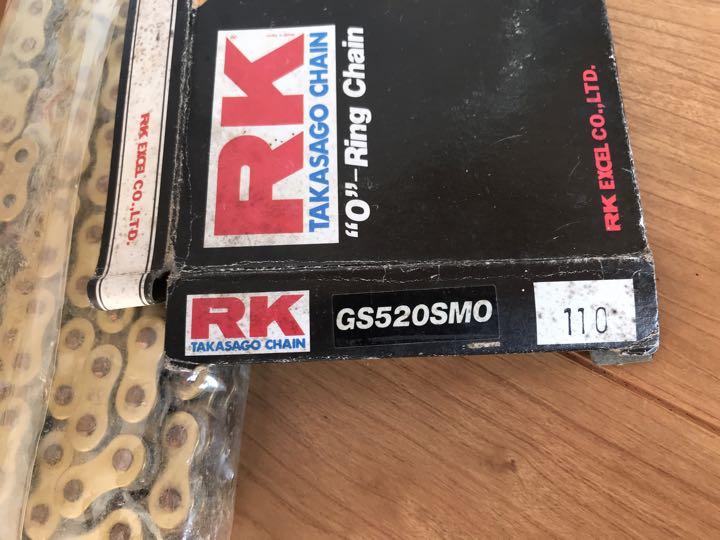 RK
TAKASAGO CHAIN
"O"-Ring Chain
RK EXCEL CO.,LTD.
RK EXCEL CO.,LTD.
RK
TAKASAGO CHAIN
GS520SMO
110